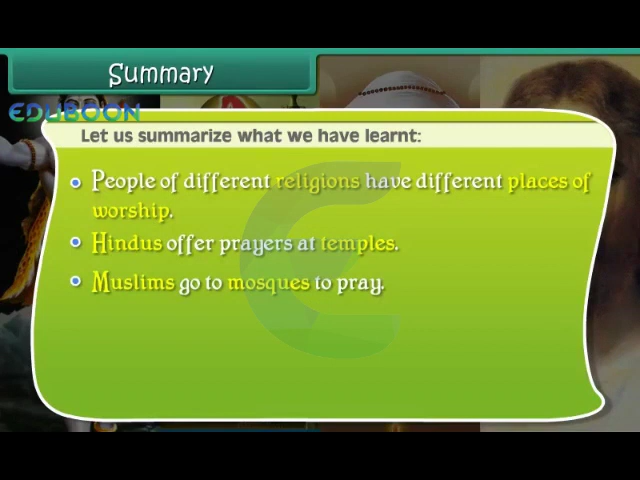 Summary
EDUBOON
Let us summarize what we have learnt:
People of different religions have different places of
worship.
Hindus offer prayers at temples.
Muslims go to mosques to pray.